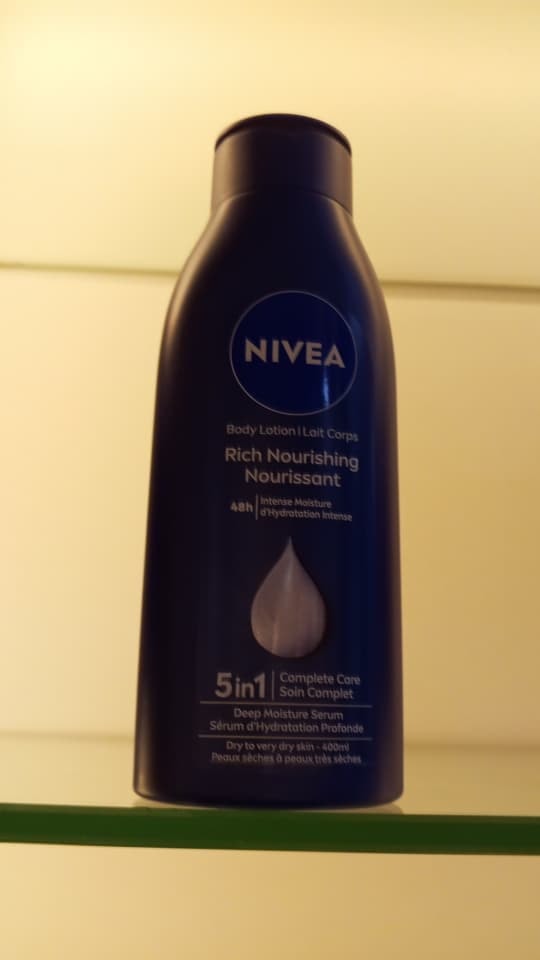 NIVEA
Body Lotion | Lait Corps
Rich Nourishing
Nourissant
48h | Intense Moisture
d'Hydratation Intense
5in1 | Complete Care
Soin Complet
Deep Moisture Serum
Sérum d'Hydratation Profonde
Dry to very dry skin - 400ml
Peaux sèches à peaux très sèches